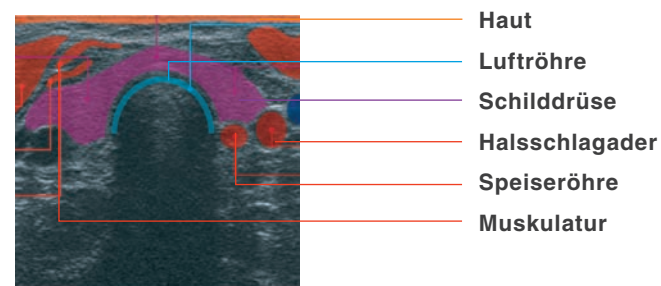 Haut
Luftröhre
Schilddrüse
Halsschlagader
Speiseröhre
Muskulatur